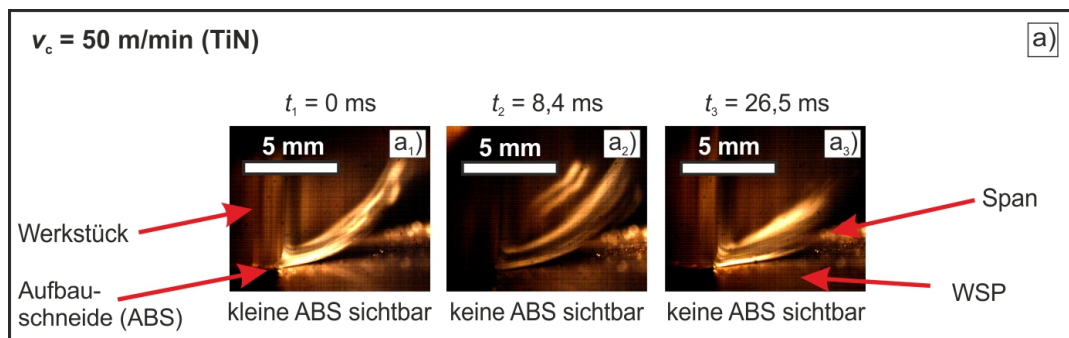 v_c = 50 m/min (TiN)
a)
t₁ = 0 ms
t₂ = 8,4 ms
t₃ = 26,5 ms
5 mm
a₁)
5 mm
a₂)
5 mm
a₃)
Werkstück
Span
Aufbau-
schneide (ABS)
WSP
kleine ABS sichtbar
keine ABS sichtbar
keine ABS sichtbar